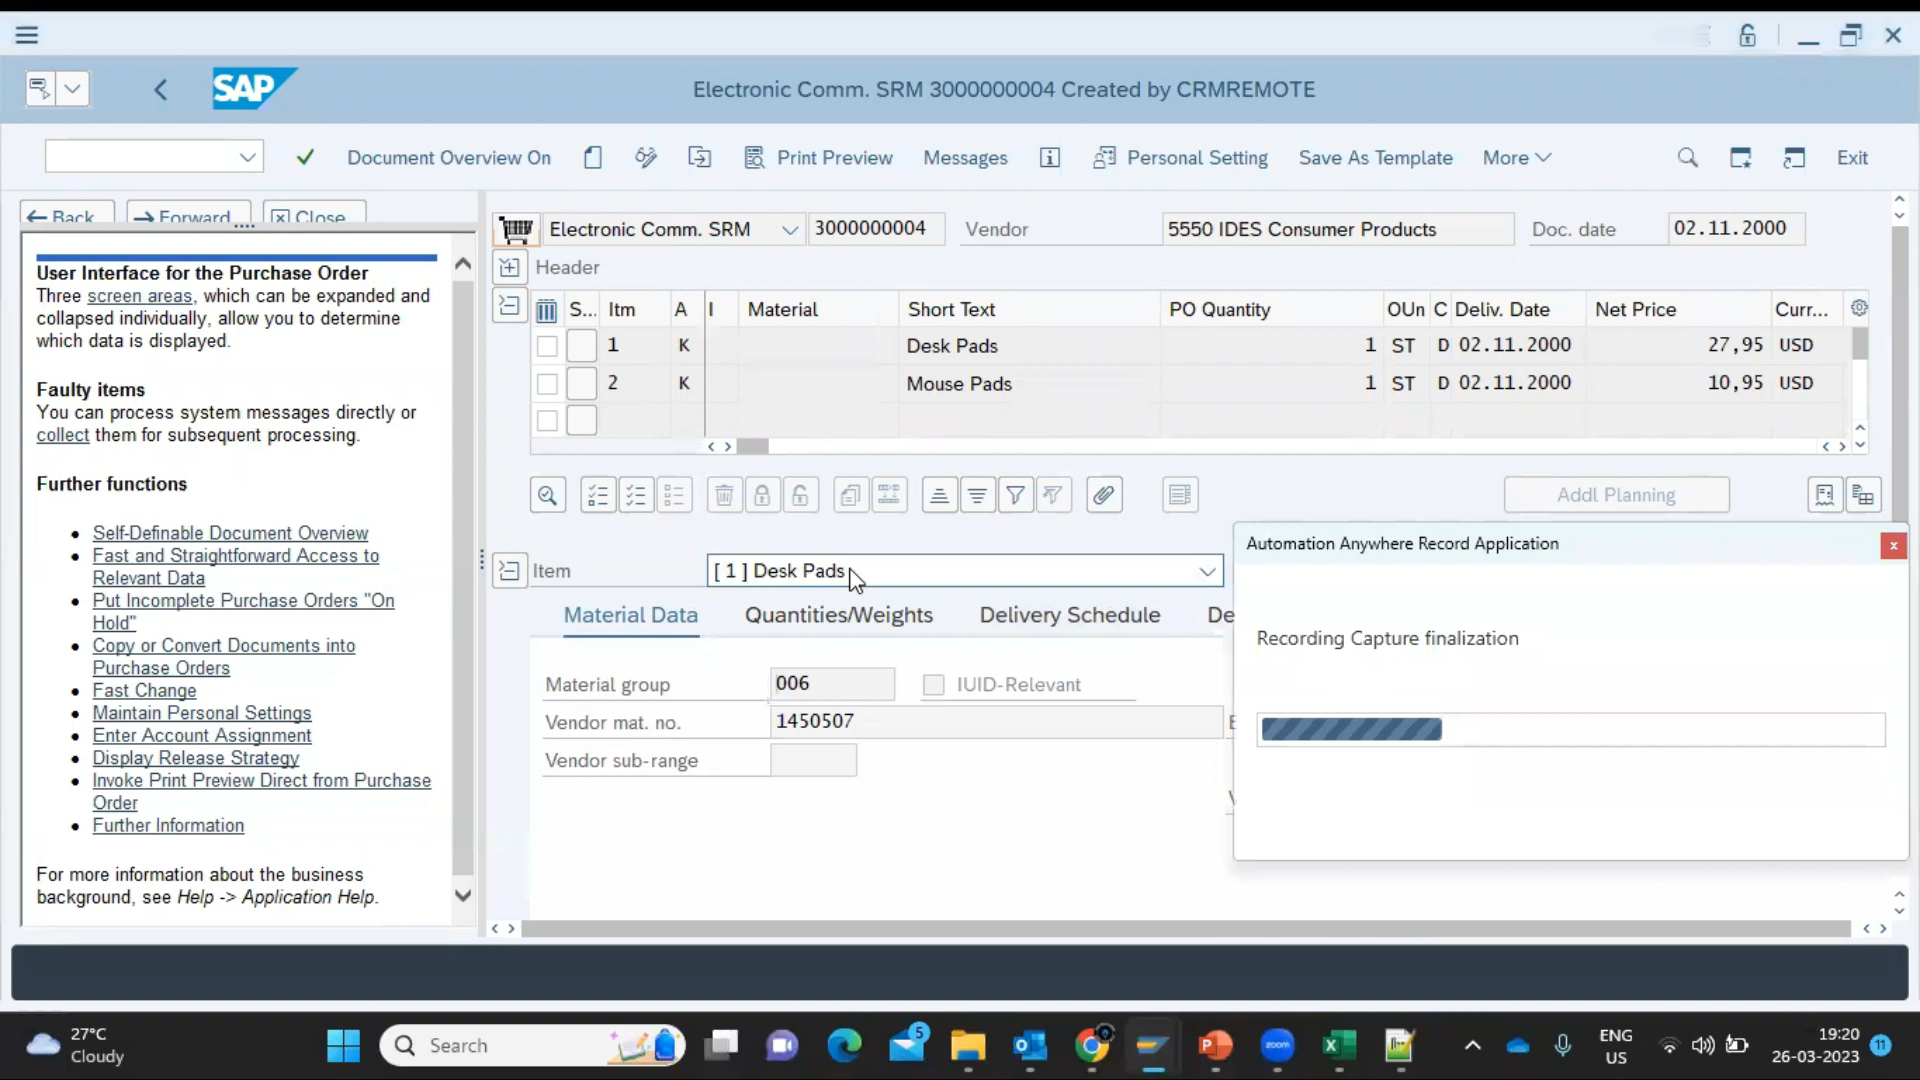 SAP
Electronic Comm. SRM 3000000004 Created by CRMREMOTE
Document Overview On
Print Preview
Messages
Personal Setting
Save As Template
More
Exit
Back
Forward
Close
User Interface for the Purchase Order
Three screen areas, which can be expanded and
collapsed individually, allow you to determine
which data is displayed.
Faulty items
You can process system messages directly or
collect them for subsequent processing.
Further functions
Self-Definable Document Overview
Fast and Straightforward Access to
Relevant Data
Put Incomplete Purchase Orders "On
Hold"
Copy or Convert Documents into
Purchase Orders
Fast Change
Maintain Personal Settings
Enter Account Assignment
Display Release Strategy
Invoke Print Preview Direct from Purchase
Order
Further Information
For more information about the business
background, see Help -> Application Help.
Electronic Comm. SRM 3000000004 Vendor 5550 IDES Consumer Products Doc. date 02.11.2000
Header
S... Itm A I Material Short Text PO Quantity OUn C Deliv. Date Net Price Curr...
1 K Desk Pads 1 ST D 02.11.2000 27,95 USD
2 K Mouse Pads 1 ST D 02.11.2000 10,95 USD
Addl Planning
Item [ 1 ] Desk Pads
Material Data Quantities/Weights Delivery Schedule De
Material group 006 IUID-Relevant
Vendor mat. no. 1450507
Vendor sub-range
Automation Anywhere Record Application
x
Recording Capture finalization
27°C
Cloudy
Search
5
zoom
ENG
US
19:20
26-03-2023
11